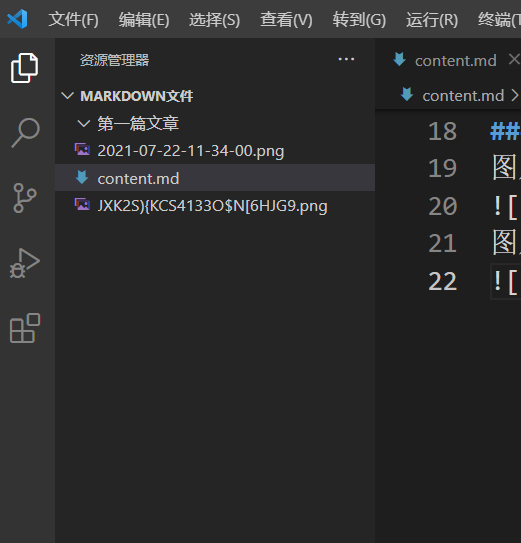 文件(F) 编辑(E) 选择(S) 查看(V) 转到(G) 运行(R) 终端(T
资源管理器 ···
MARKDOWN文件
第一篇文章
2021-07-22-11-34-00.png
content.md
JXK2S){KCS4133O$N[6HJG9.png
content.md
content.md
18 ##
19 图
20 ![
21 图
22 ![